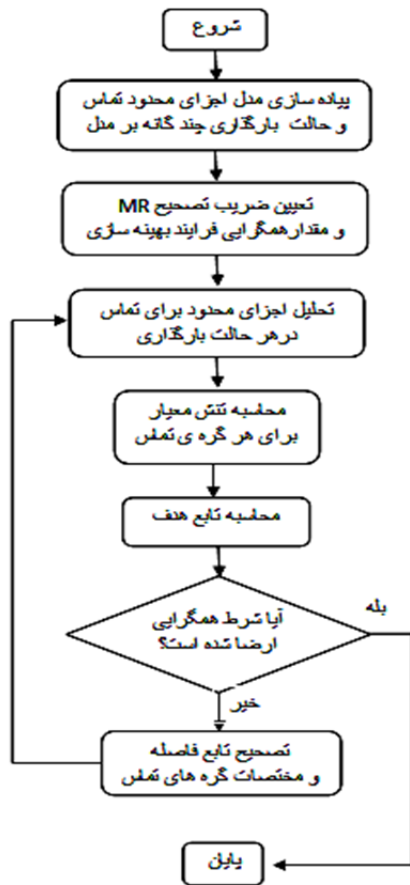 شروع
پیاده سازی مدل اجزای محدود تماس
و حالت بارگذاری چند گانه بر مدل
تعیین ضریب تصحیح MR
و مقدار همگرایی فرایند بهینه سازی
تحلیل اجزای محدود برای تماس
در هر حالت بارگذاری
محاسبه تنش معیار
برای هر گره ی تماس
محاسبه تابع هدف
آیا شرط همگرایی
ارضا شده است؟
بله
خیر
تصحیح تابع فاصله
و مختصات گره های تماس
پایان